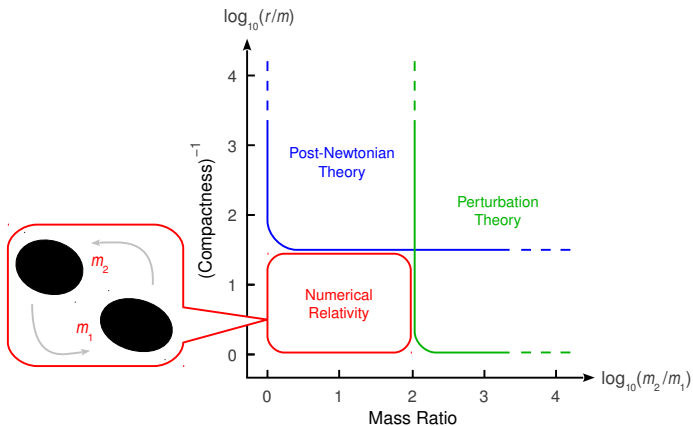 log₁₀(r/m)
4
3
2
1
0
(Compactness)⁻¹
Post-Newtonian
Theory
Perturbation
Theory
Numerical
Relativity
m₂
m₁
0
1
2
3
4
log₁₀(m₂/m₁)
Mass Ratio